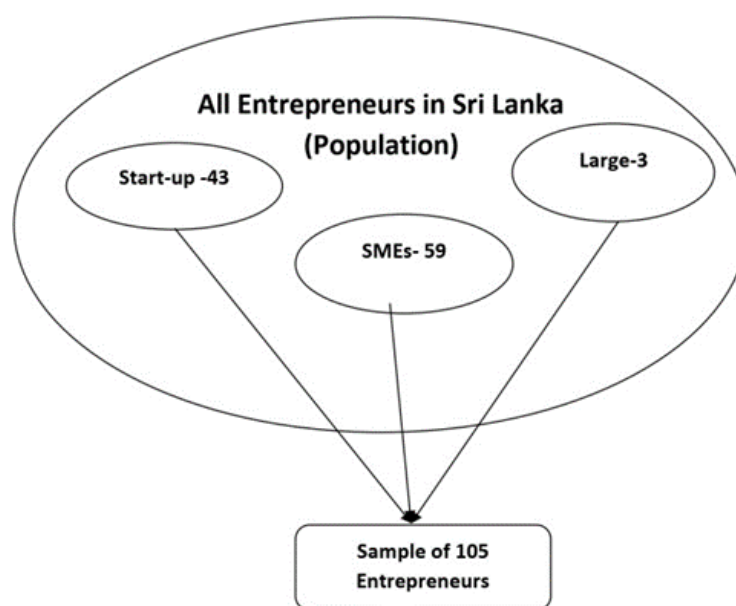 All Entrepreneurs in Sri Lanka
(Population)
Start-up -43
Large-3
SMEs- 59
Sample of 105
Entrepreneurs